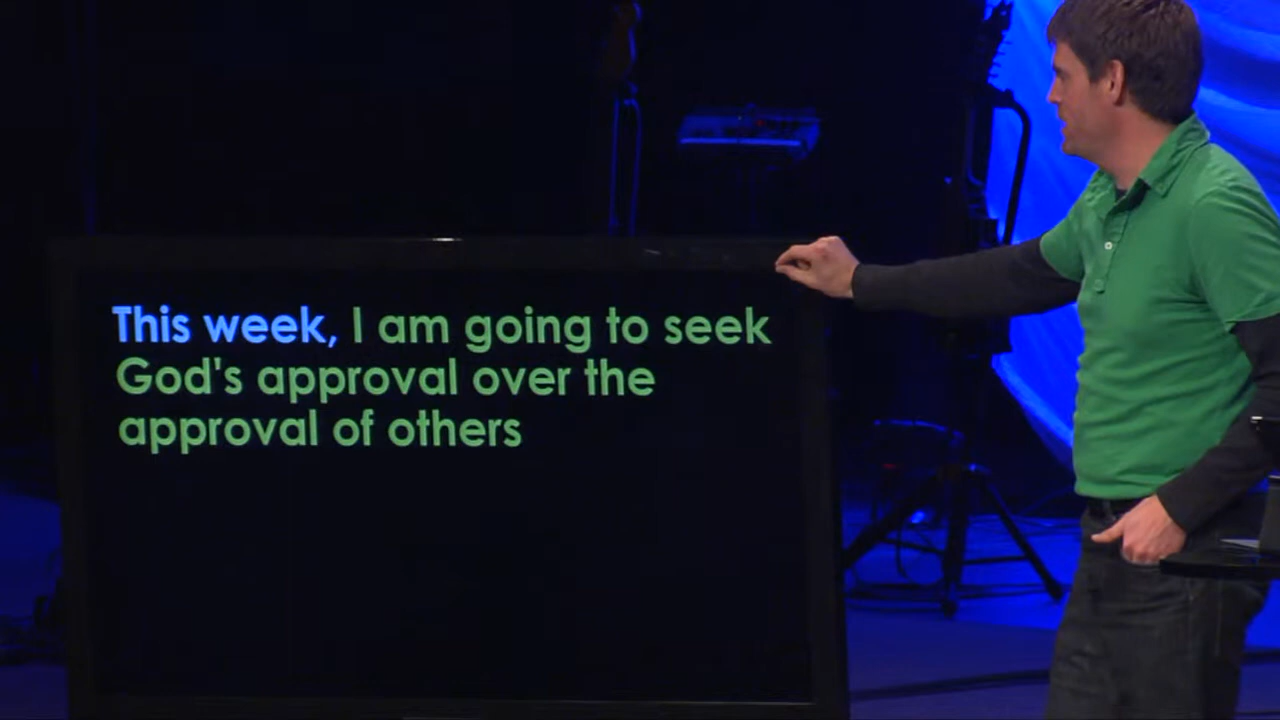 This week, I am going to seek
God's approval over the
approval of others